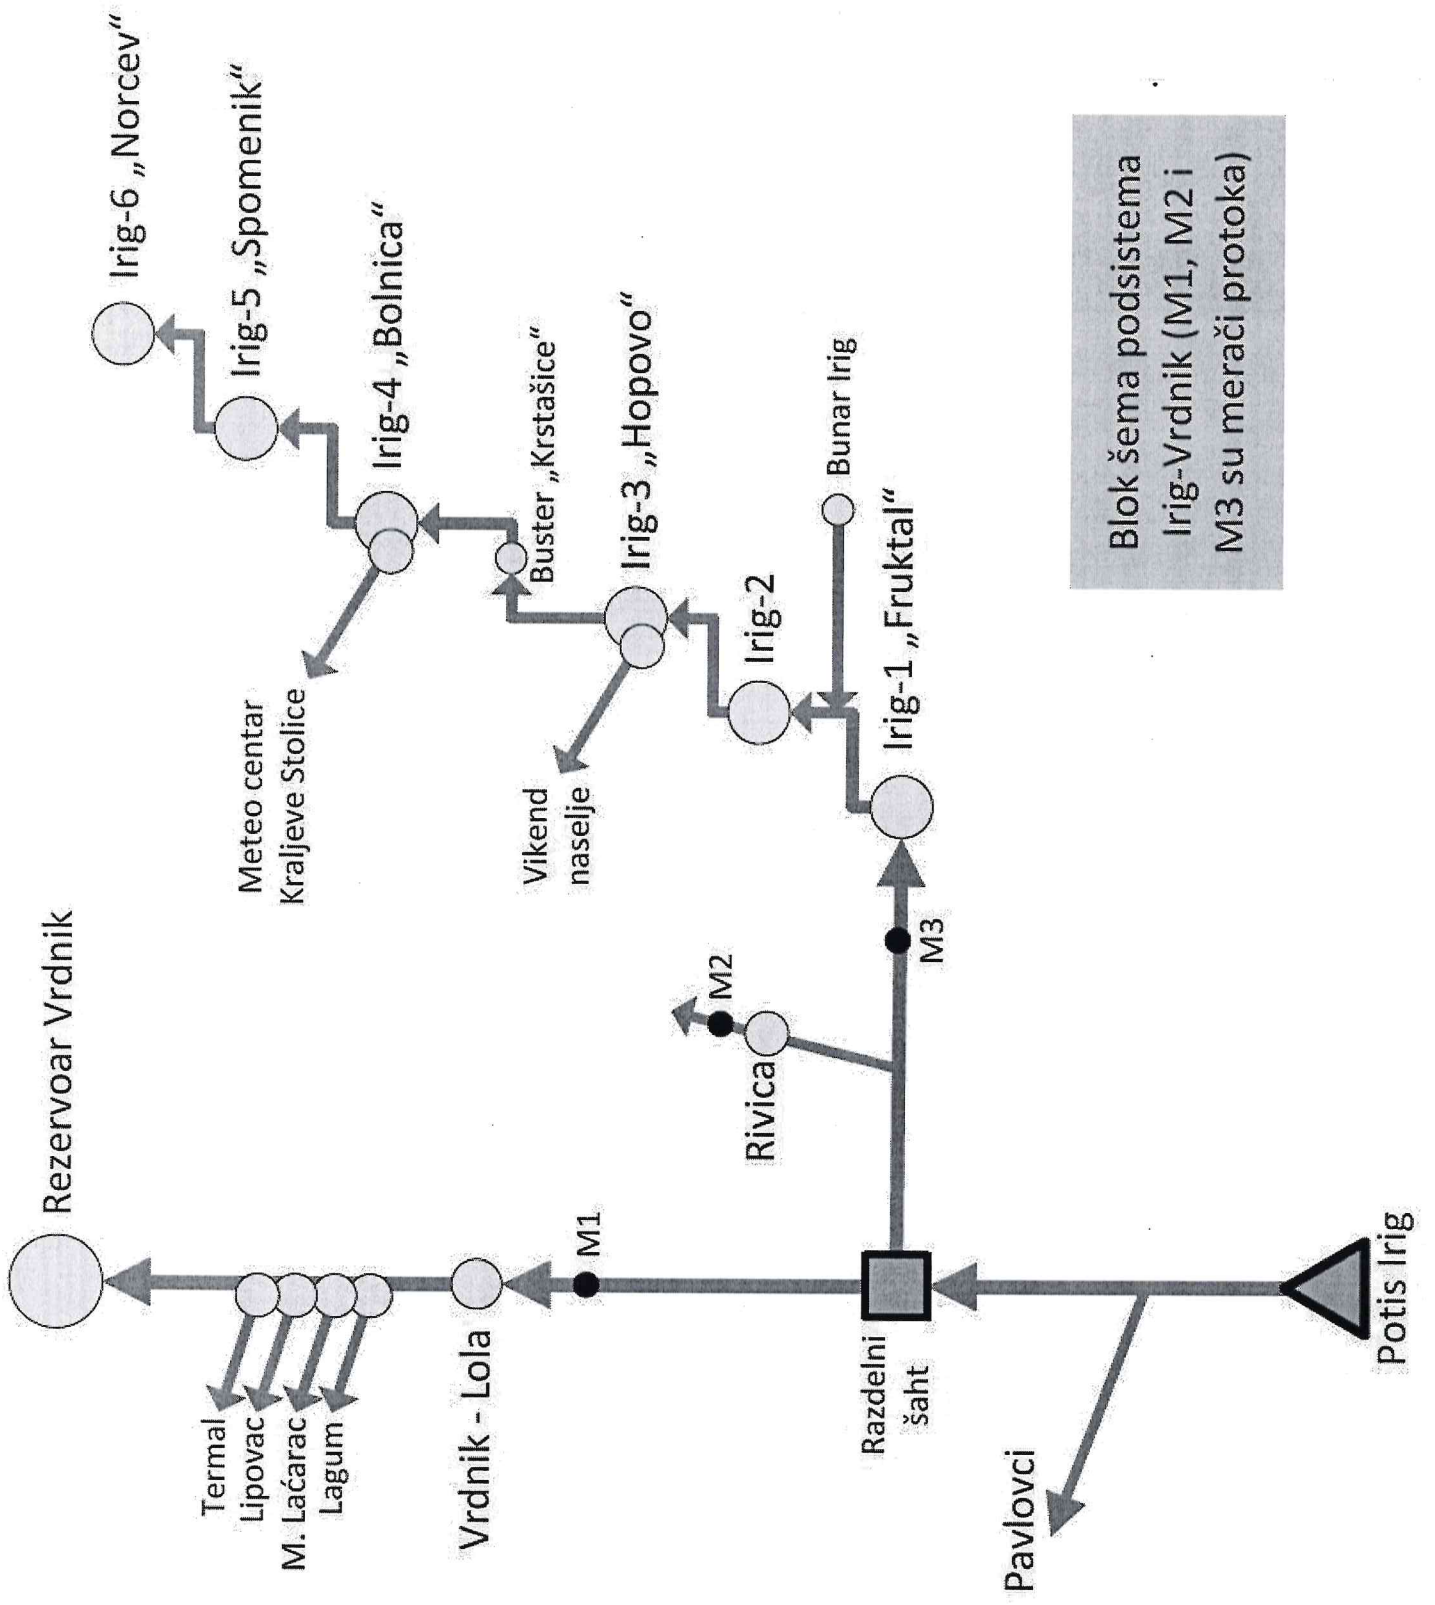 Rezervoar Vrdnik
Termal
Lipovac
M. Laćarac
Lagum
Vrdnik - Lola
M1
Razdelni
šaht
Pavlovci
Potis Irig
Rivica
M2
M3
Irig-1 „Fruktal“
Bunar Irig
Irig-2
Irig-3 „Hopovo“
Vikend
naselje
Buster „Krstašice“
Irig-4 „Bolnica“
Meteo centar
Kraljeve Stolice
Irig-5 „Spomenik“
Irig-6 „Norcev“
Blok šema podsistema
Irig-Vrdnik (M1, M2 i
M3 su merači protoka)